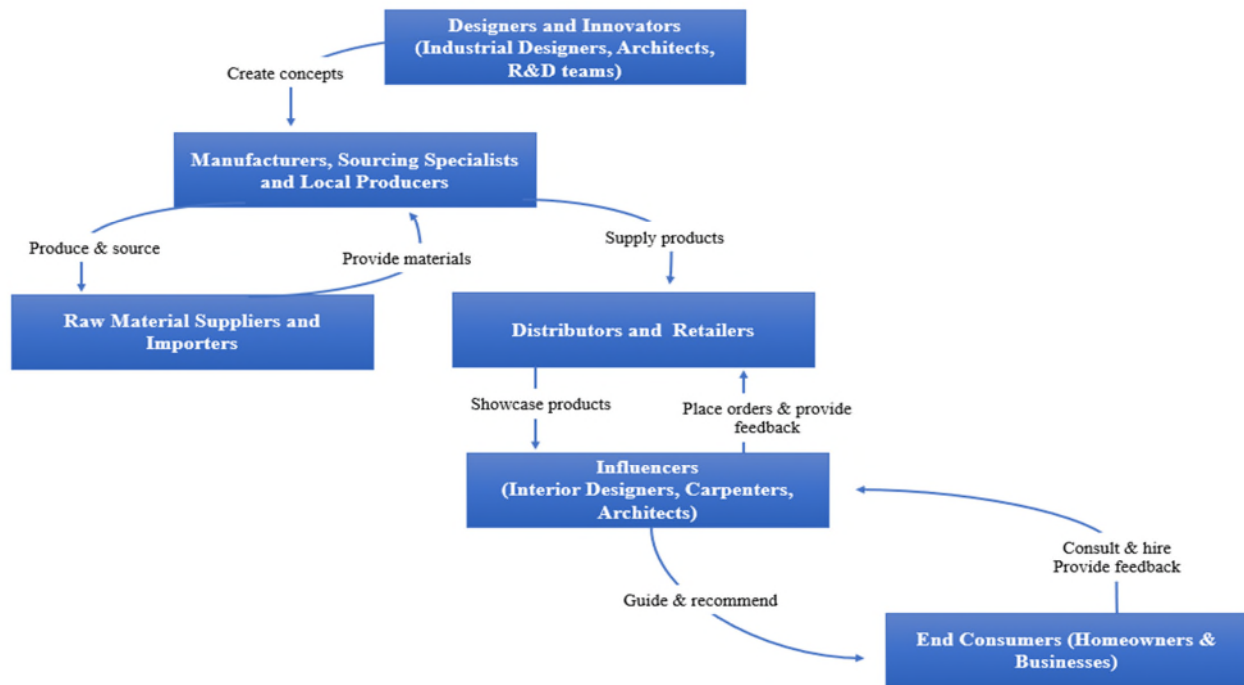 Designers and Innovators
(Industrial Designers, Architects,
R&D teams)
Create concepts
Manufacturers, Sourcing Specialists
and Local Producers
Produce & source
Provide materials
Supply products
Raw Material Suppliers and
Importers
Distributors and Retailers
Showcase products
Place orders & provide
feedback
Influencers
(Interior Designers, Carpenters,
Architects)
Consult & hire
Provide feedback
Guide & recommend
End Consumers (Homeowners &
Businesses)